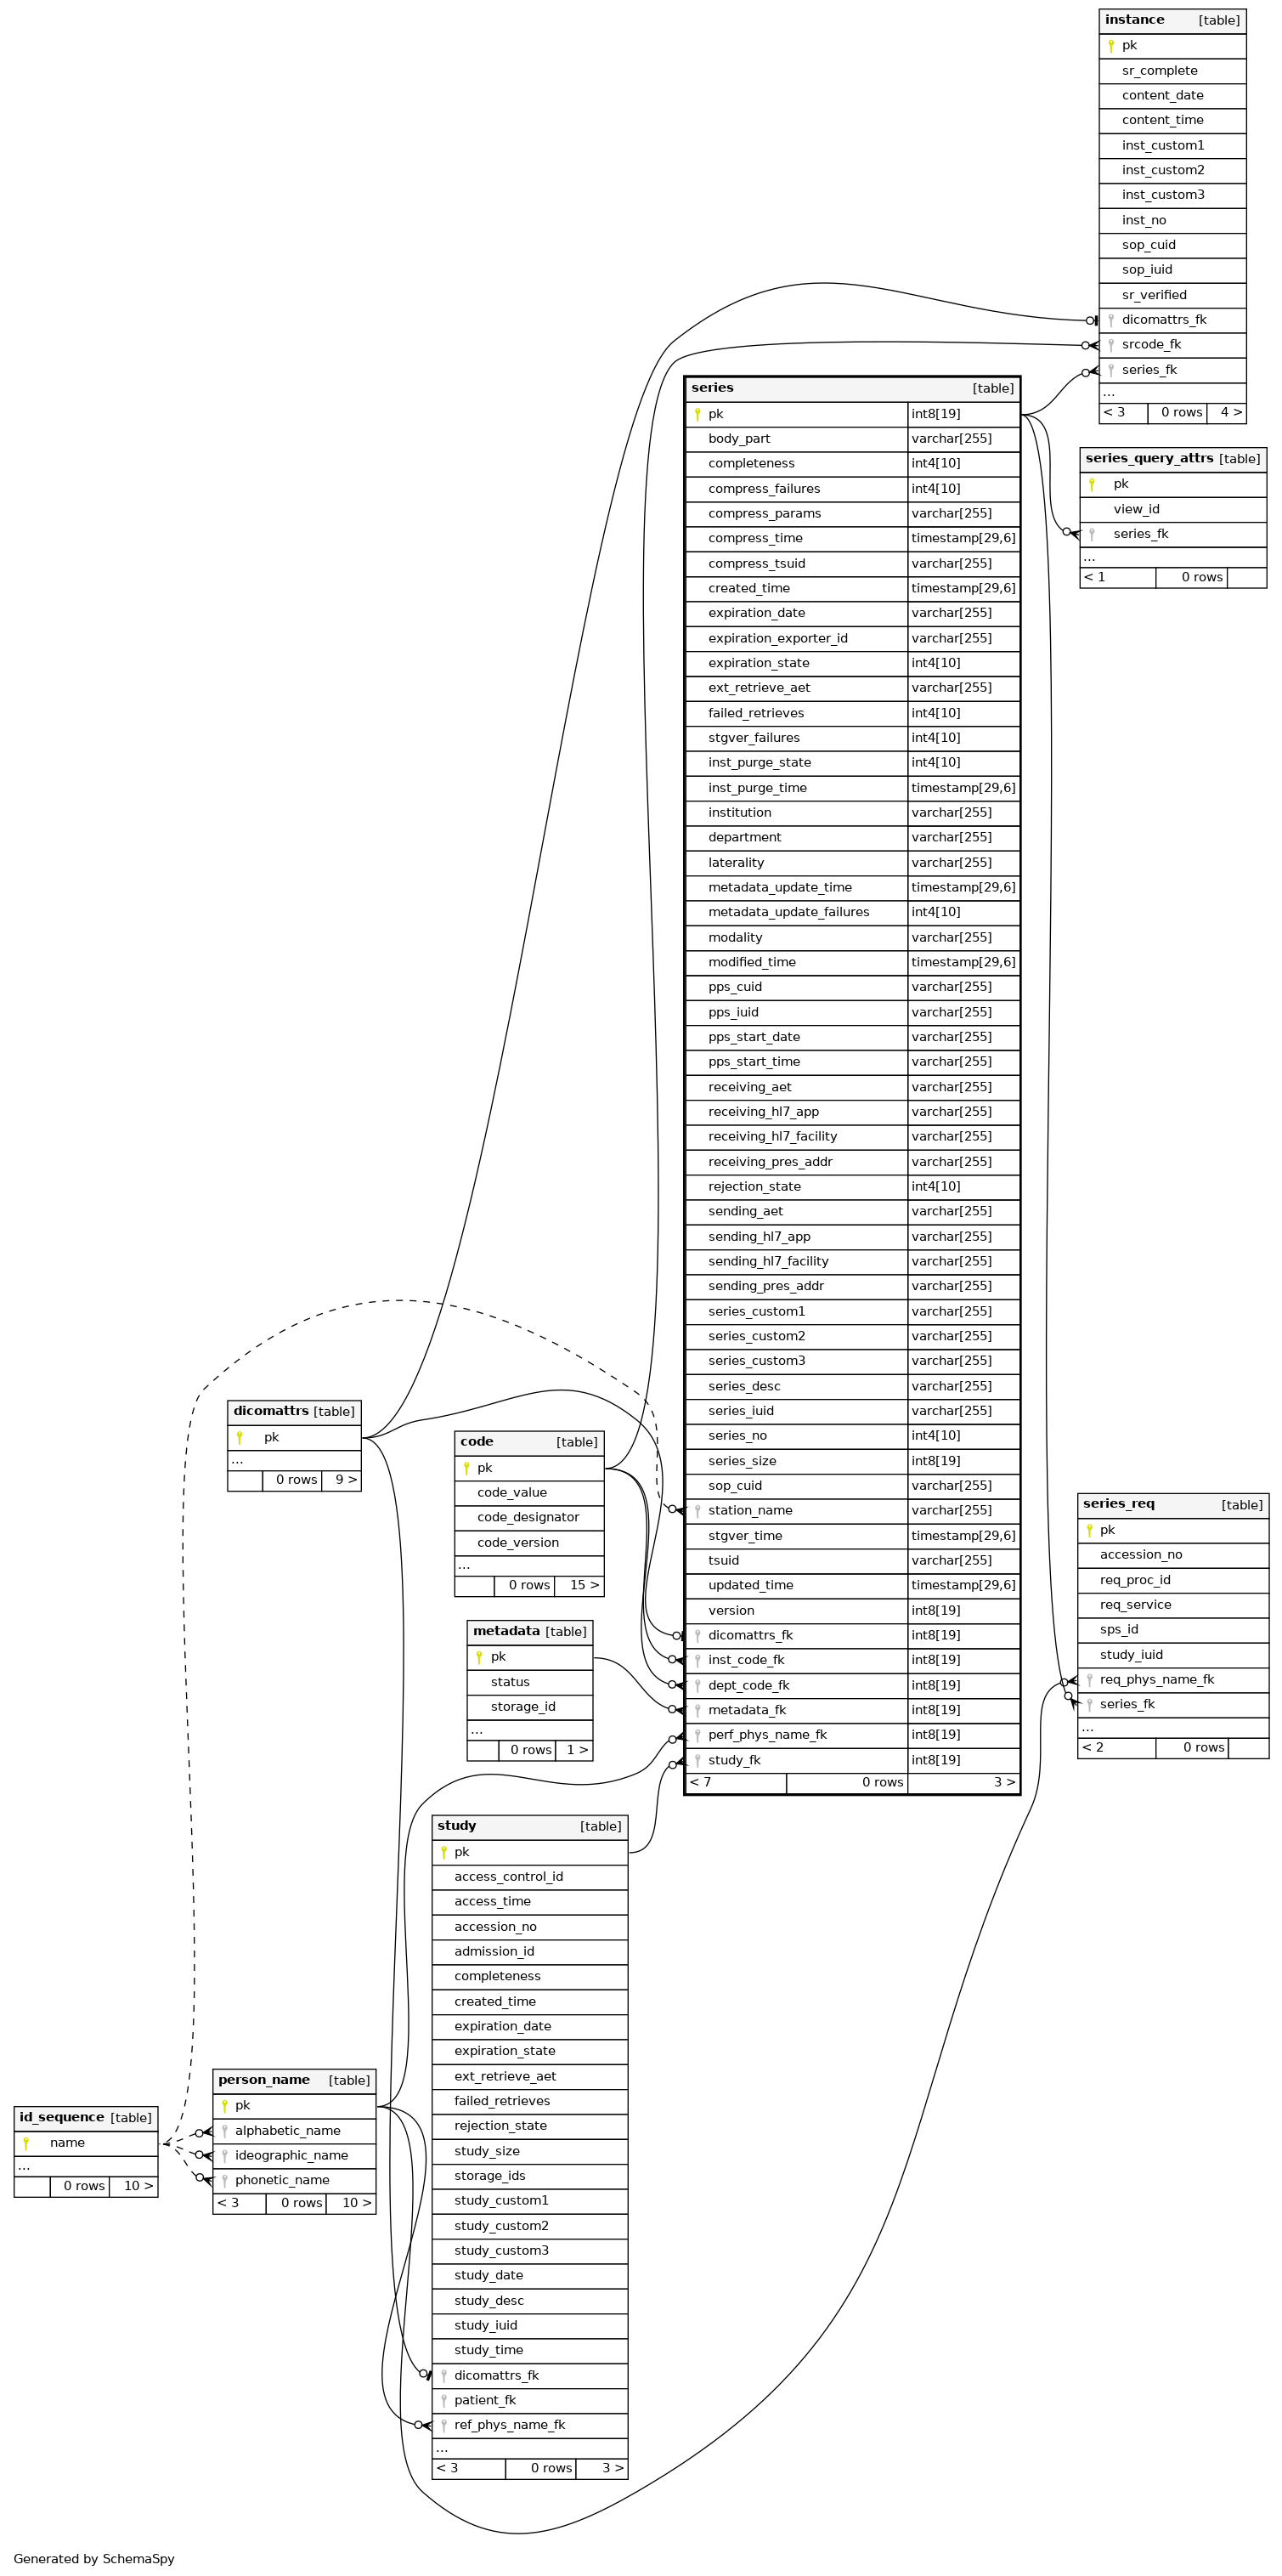 instance [table]
pk
sr_complete
content_date
content_time
inst_custom1
inst_custom2
inst_custom3
inst_no
sop_cuid
sop_iuid
sr_verified
dicomattrs_fk
srcode_fk
series_fk
...
< 3 0 rows 4 >
series [table]
pk int8[19]
body_part varchar[255]
completeness int4[10]
compress_failures int4[10]
compress_params varchar[255]
compress_time timestamp[29,6]
compress_tsuid varchar[255]
created_time timestamp[29,6]
expiration_date varchar[255]
expiration_exporter_id varchar[255]
expiration_state int4[10]
ext_retrieve_aet varchar[255]
failed_retrieves int4[10]
stgver_failures int4[10]
inst_purge_state int4[10]
inst_purge_time timestamp[29,6]
institution varchar[255]
department varchar[255]
laterality varchar[255]
metadata_update_time timestamp[29,6]
metadata_update_failures int4[10]
modality varchar[255]
modified_time timestamp[29,6]
pps_cuid varchar[255]
pps_iuid varchar[255]
pps_start_date varchar[255]
pps_start_time varchar[255]
receiving_aet varchar[255]
receiving_hl7_app varchar[255]
receiving_hl7_facility varchar[255]
receiving_pres_addr varchar[255]
rejection_state int4[10]
sending_aet varchar[255]
sending_hl7_app varchar[255]
sending_hl7_facility varchar[255]
sending_pres_addr varchar[255]
series_custom1 varchar[255]
series_custom2 varchar[255]
series_custom3 varchar[255]
series_desc varchar[255]
series_iuid varchar[255]
series_no int4[10]
series_size int8[19]
sop_cuid varchar[255]
station_name varchar[255]
stgver_time timestamp[29,6]
tsuid varchar[255]
updated_time timestamp[29,6]
version int8[19]
dicomattrs_fk int8[19]
inst_code_fk int8[19]
dept_code_fk int8[19]
metadata_fk int8[19]
perf_phys_name_fk int8[19]
study_fk int8[19]
< 7 0 rows 3 >
series_query_attrs [table]
pk
view_id
series_fk
...
< 1 0 rows
dicomattrs [table]
pk
...
0 rows 9 >
code [table]
pk
code_value
code_designator
code_version
...
0 rows 15 >
series_req [table]
pk
accession_no
req_proc_id
req_service
sps_id
study_iuid
req_phys_name_fk
series_fk
...
< 2 0 rows
metadata [table]
pk
status
storage_id
...
0 rows 1 >
study [table]
pk
access_control_id
access_time
accession_no
admission_id
completeness
created_time
expiration_date
expiration_state
ext_retrieve_aet
failed_retrieves
rejection_state
study_size
storage_ids
study_custom1
study_custom2
study_custom3
study_date
study_desc
study_iuid
study_time
dicomattrs_fk
patient_fk
ref_phys_name_fk
...
< 3 0 rows 3 >
person_name [table]
pk
alphabetic_name
ideographic_name
phonetic_name
< 3 0 rows 10 >
id_sequence [table]
name
...
0 rows 10 >
Generated by SchemaSpy